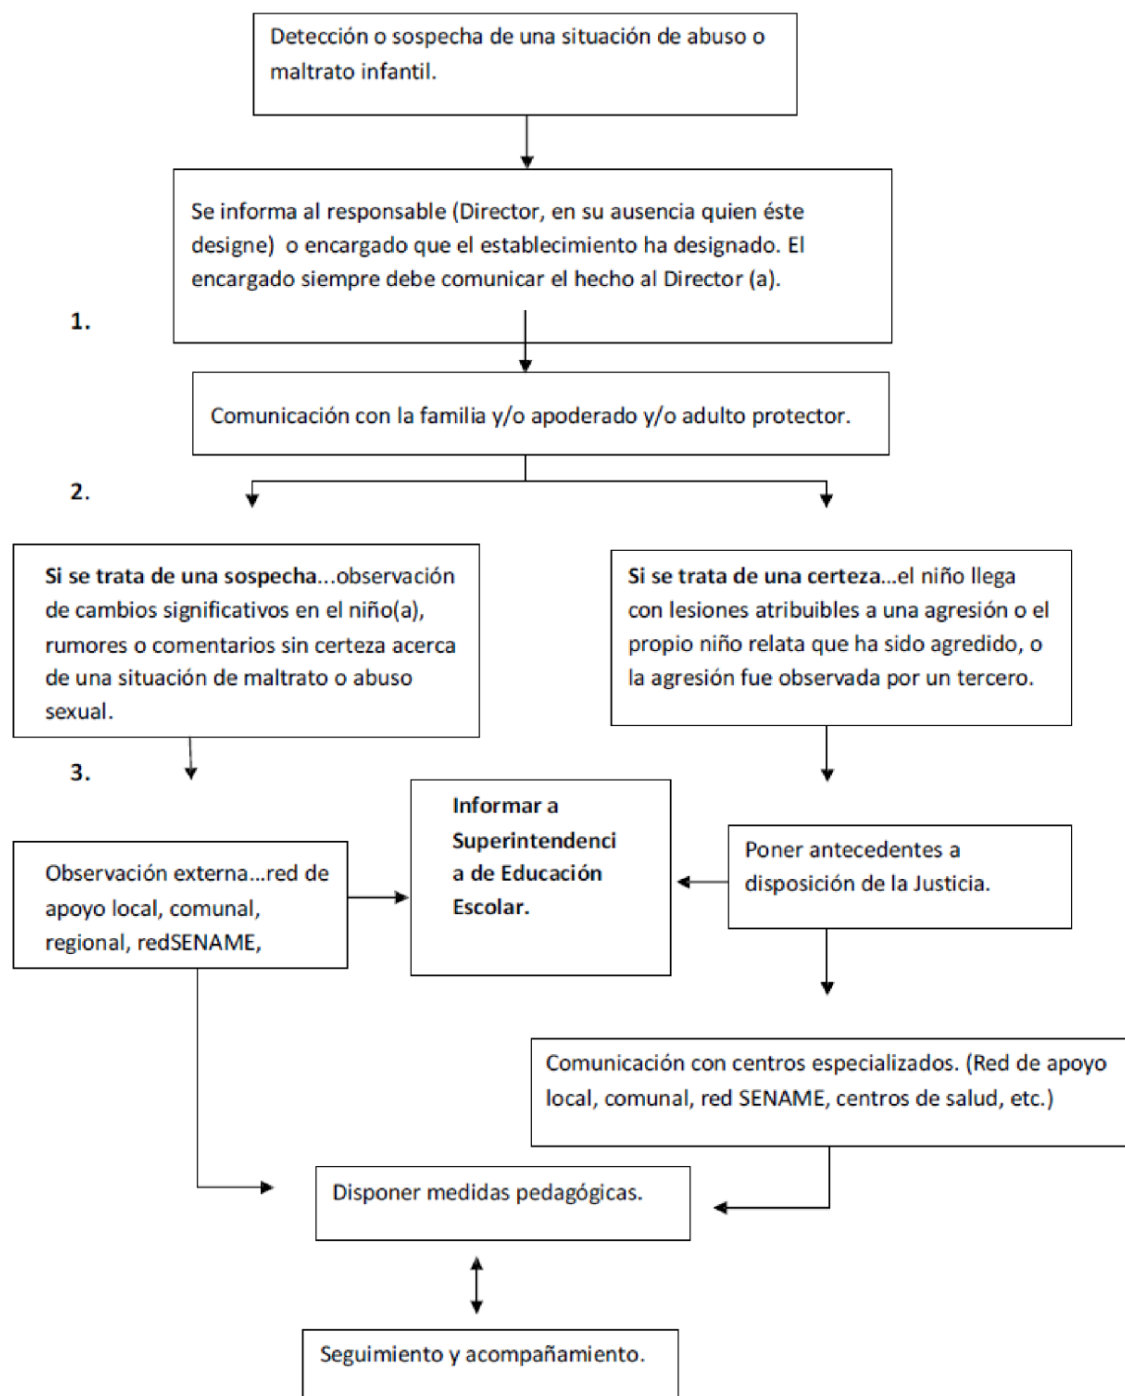 Detección o sospecha de una situación de abuso o
maltrato infantil.
Se informa al responsable (Director, en su ausencia quien éste
designe)  o encargado que el establecimiento ha designado. El
encargado siempre debe comunicar el hecho al Director (a).
1.
Comunicación con la familia y/o apoderado y/o adulto protector.
2.
Si se trata de una sospecha...observación
de cambios significativos en el niño(a),
rumores o comentarios sin certeza acerca
de una situación de maltrato o abuso
sexual.
Si se trata de una certeza...el niño llega
con lesiones atribuibles a una agresión o el
propio niño relata que ha sido agredido, o
la agresión fue observada por un tercero.
3.
Observación externa...red de
apoyo local, comunal,
regional, redSENAME,
Informar a
Superintendenci
a de Educación
Escolar.
Poner antecedentes a
disposición de la Justicia.
Comunicación con centros especializados. (Red de apoyo
local, comunal, red SENAME, centros de salud, etc.)
Disponer medidas pedagógicas.
Seguimiento y acompañamiento.